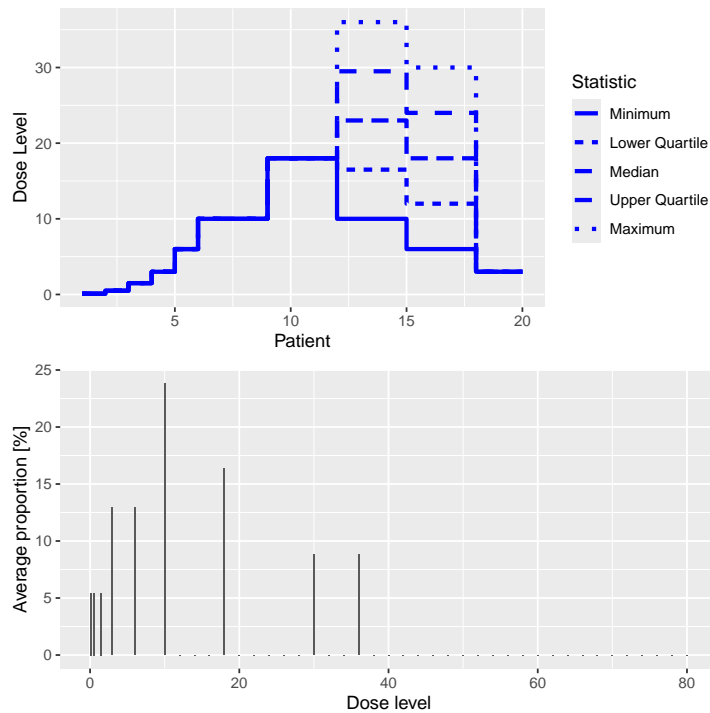 30
20
10
0
Dose Level
5
10
15
20
Patient
Statistic
Minimum
Lower Quartile
Median
Upper Quartile
Maximum
25
20
15
10
5
0
Average proportion [%]
0
20
40
60
80
Dose level